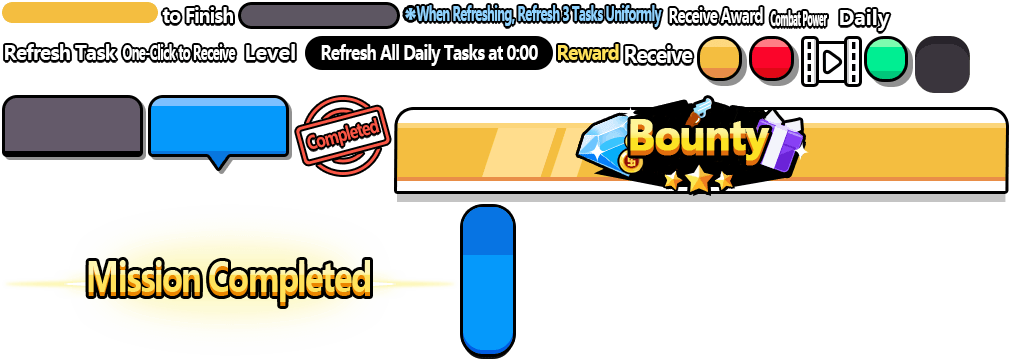 to Finish
*When Refreshing, Refresh 3 Tasks Uniformly
Receive Award
Combat Power
Daily
Refresh Task
One-Click to Receive
Level
Refresh All Daily Tasks at 0:00
Reward
Receive
Completed
Bounty
Mission Completed